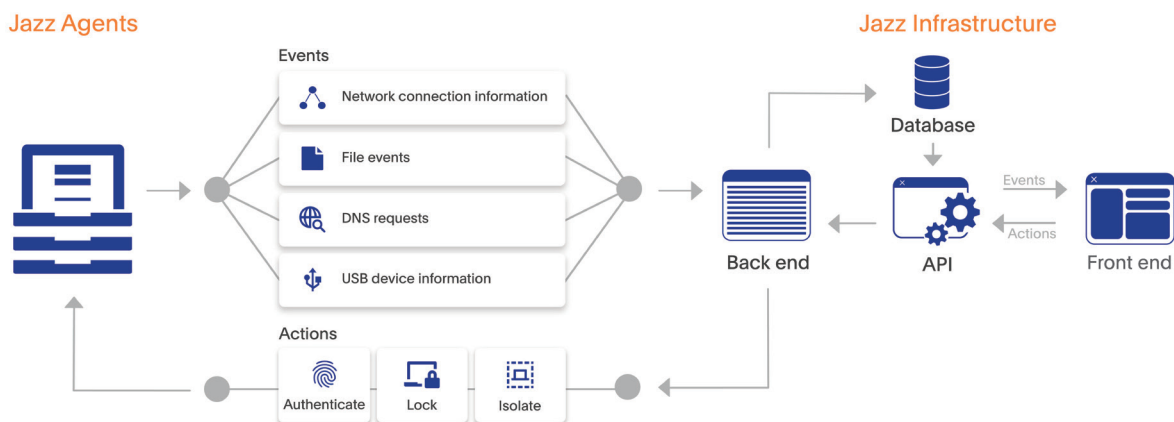 Jazz Agents
Jazz Infrastructure
Events
Network connection information
File events
DNS requests
USB device information
Database
Events
Actions
Back end
API
Front end
Actions
Authenticate
Lock
Isolate